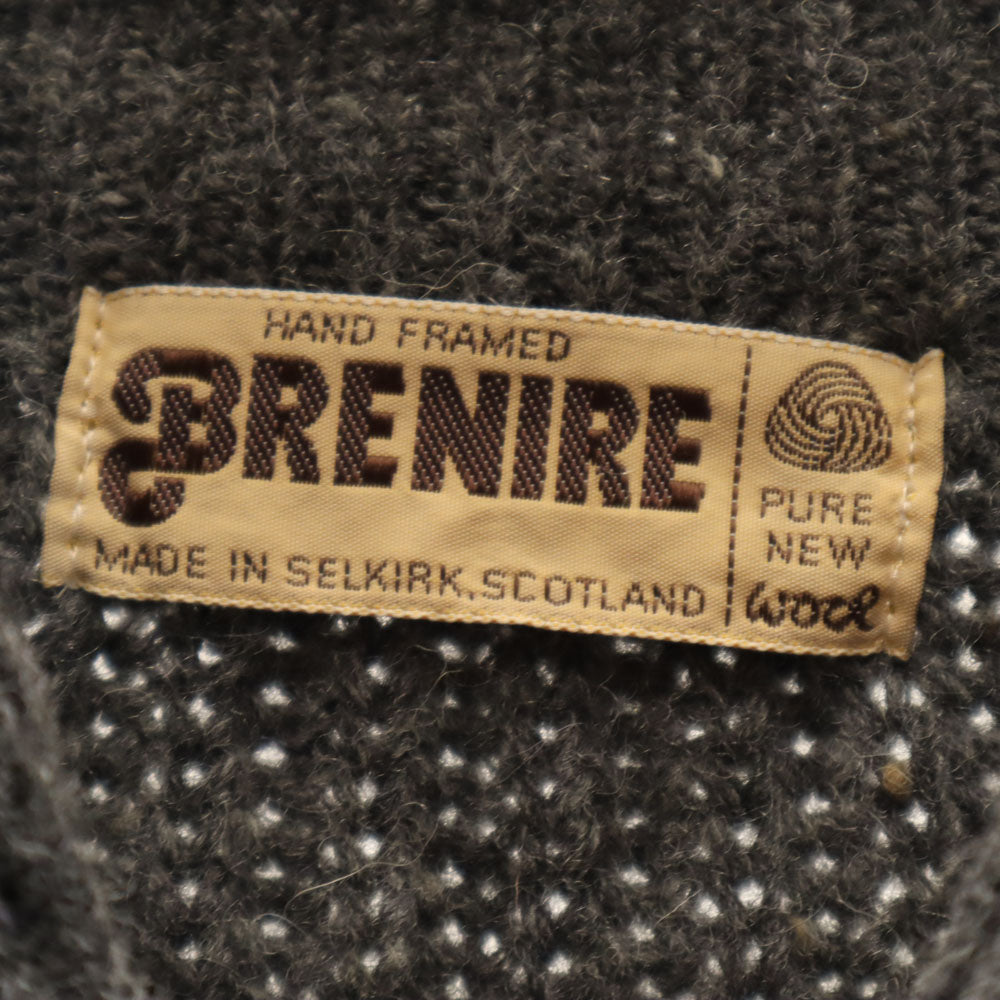 HAND FRAMED
BRENIRE
MADE IN SELKIRK, SCOTLAND
PURE
NEW
wool